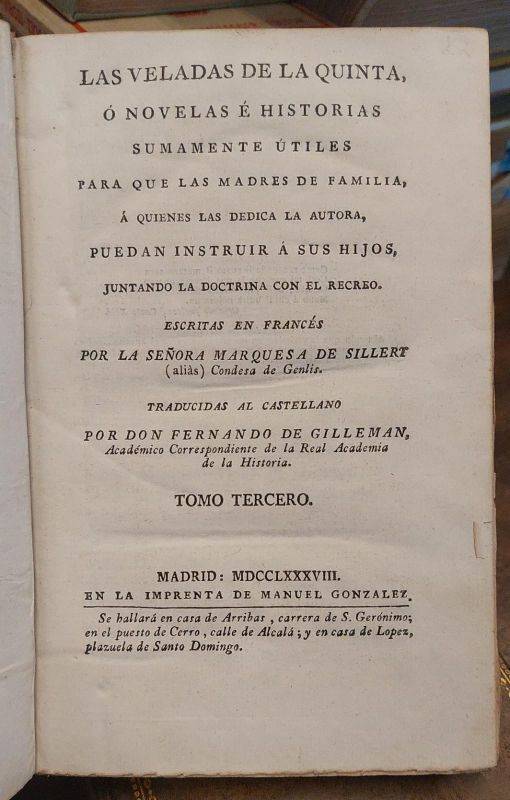 LAS VELADAS DE LA QUINTA,
Ó NOVELAS É HISTORIAS
SUMAMENTE ÚTILES
PARA QUE LAS MADRES DE FAMILIA,
Á QUIENES LAS DEDICA LA AUTORA,
PUEDAN INSTRUIR Á SUS HIJOS,
JUNTANDO LA DOCTRINA CON EL RECREO.
ESCRITAS EN FRANCÉS
POR LA SEÑORA MARQUESA DE SILLERT
(aliàs) Condesa de Genlis.
TRADUCIDAS AL CASTELLANO
POR DON FERNANDO DE GILLEMAN,
Académico Correspondiente de la Real Academia
de la Historia.
TOMO TERCERO.
MADRID: MDCCLXXXVIII.
EN LA IMPRENTA DE MANUEL GONZALEZ.
Se hallará en casa de Arribas, carrera de S. Gerónimo;
en el puesto de Cerro, calle de Alcalá; y en casa de Lopez,
plazuela de Santo Domingo.